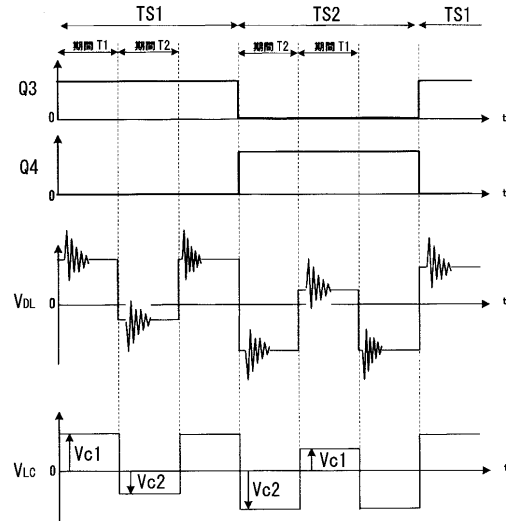 TS1 TS2 TS1
期間 T1 期間 T2 期間 T2 期間 T1
Q3
0 t
Q4
0 t
VDL 0 t
Vc1 Vc1
VLC 0 t
Vc2 Vc2